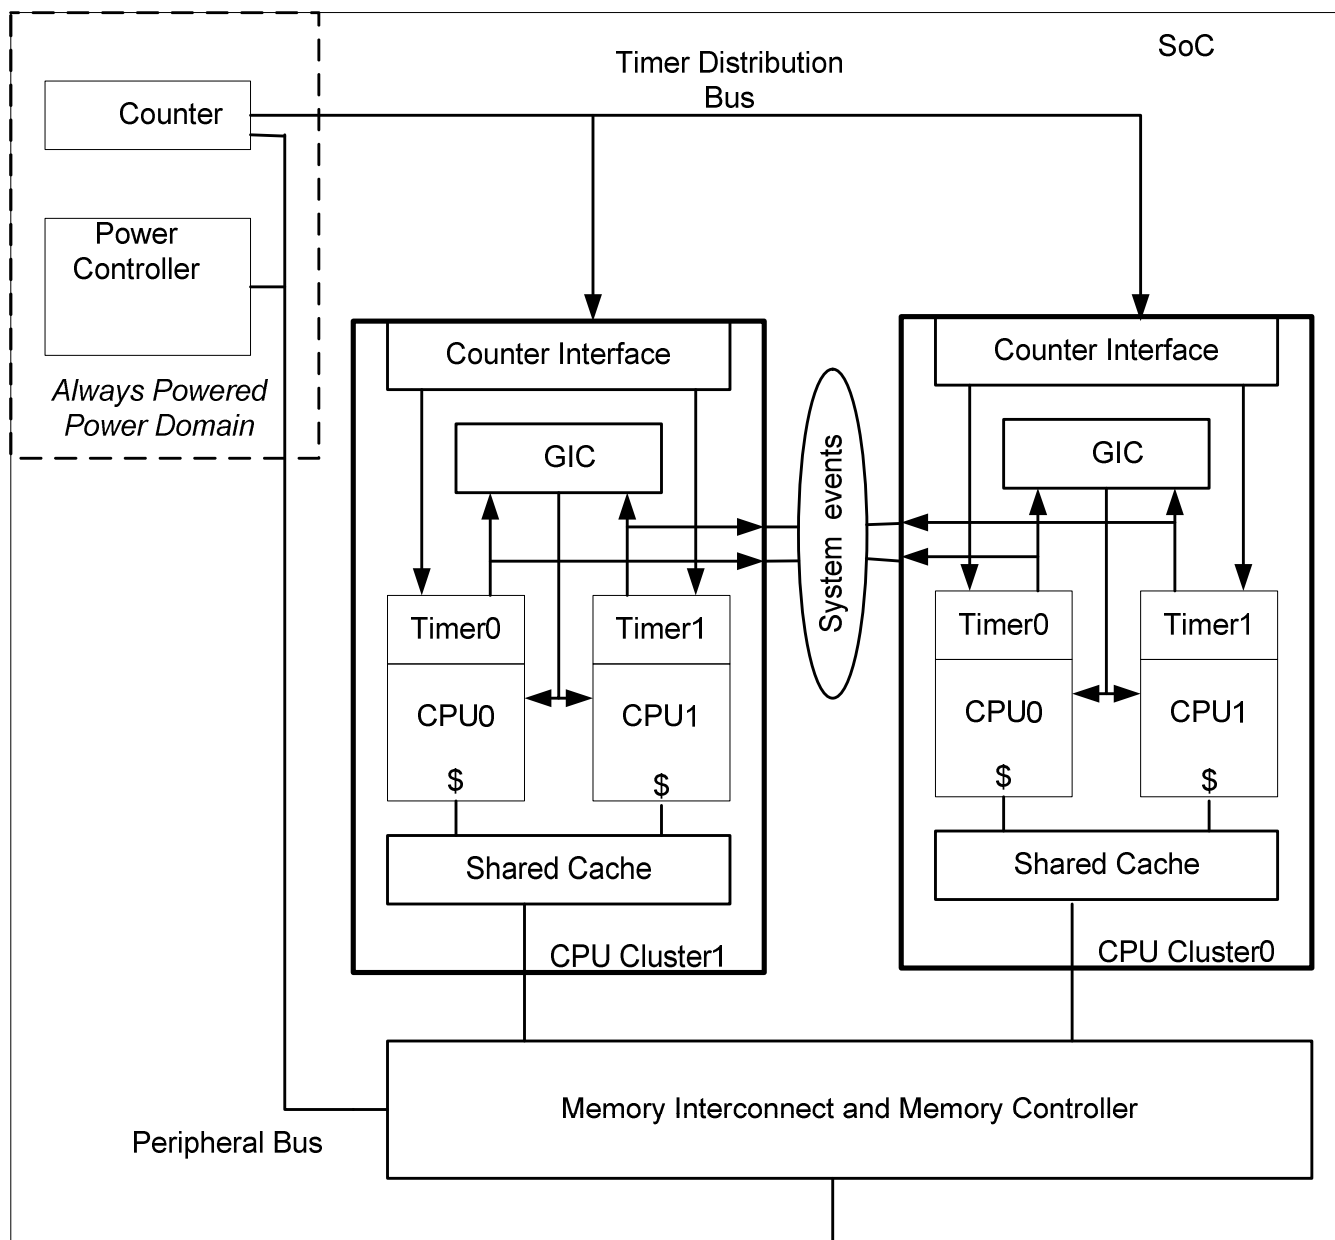 SoC
Timer Distribution
Bus
Counter
Power
Controller
Always Powered
Power Domain
Counter Interface
GIC
Timer0
Timer1
CPU0
CPU1
$
$
Shared Cache
CPU Cluster1
System events
Counter Interface
GIC
Timer0
Timer1
CPU0
CPU1
$
$
Shared Cache
CPU Cluster0
Memory Interconnect and Memory Controller
Peripheral Bus